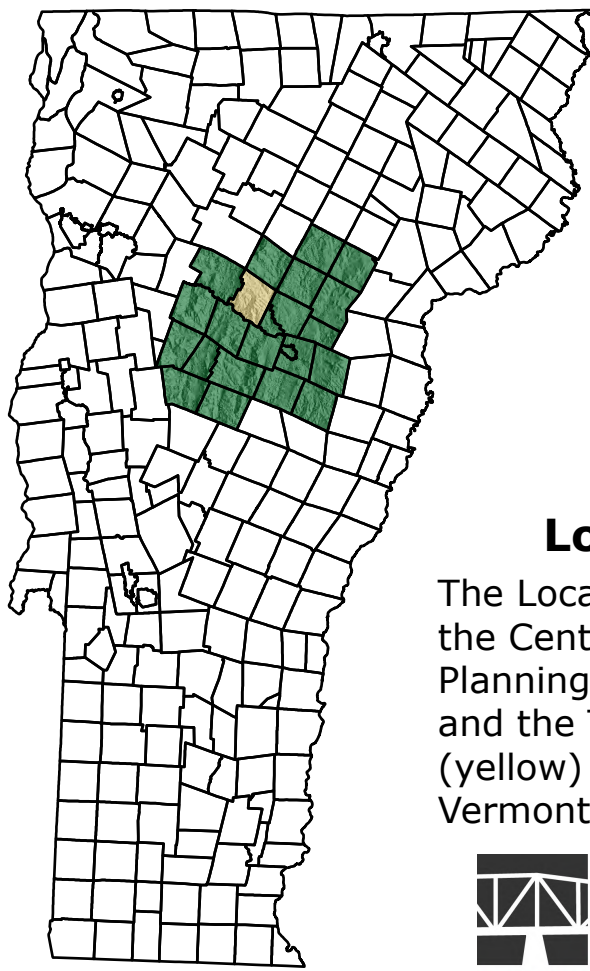 Lo
The Loca
the Cent
Planning
and the
(yellow)
Vermont